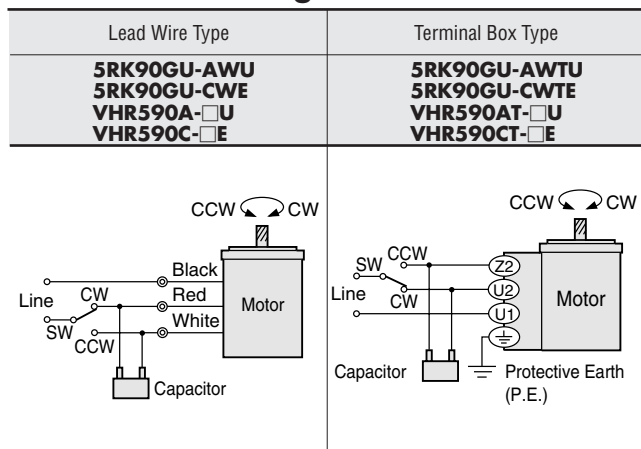 Lead Wire Type
Terminal Box Type
5RK90GU-AWU
5RK90GU-CWE
VHR590A-□U
VHR590C-□E
5RK90GU-AWTU
5RK90GU-CWTE
VHR590AT-□U
VHR590CT-□E
CCW CW
Black
Line CW Red Motor
White
SW
CCW
Capacitor
CCW CW
SW CCW Z2
U2
Line CW Motor
U1
Capacitor Protective Earth
(P.E.)